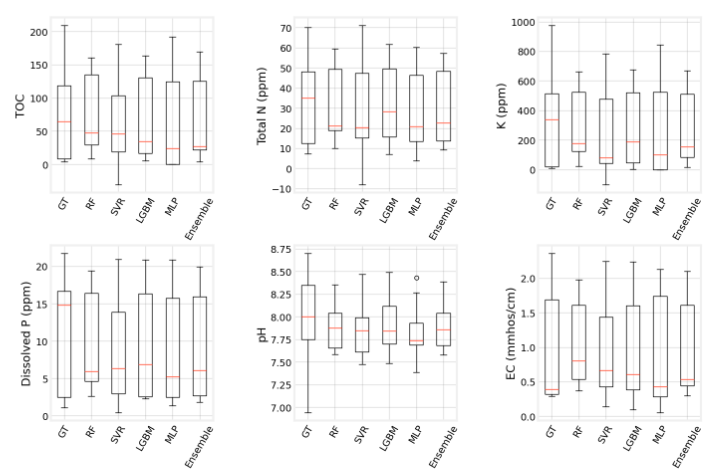 TOC
200
150
100
50
0
GT
RF
SVR
LGBM
MLP
Ensemble
Total N (ppm)
70
60
50
40
30
20
10
0
−10
GT
RF
SVR
LGBM
MLP
Ensemble
K (ppm)
1000
800
600
400
200
0
GT
RF
SVR
LGBM
MLP
Ensemble
Dissolved P (ppm)
20
15
10
5
0
GT
RF
SVR
LGBM
MLP
Ensemble
pH
8.75
8.50
8.25
8.00
7.75
7.50
7.25
7.00
GT
RF
SVR
LGBM
MLP
Ensemble
EC (mmhos/cm)
2.0
1.5
1.0
0.5
0.0
GT
RF
SVR
LGBM
MLP
Ensemble